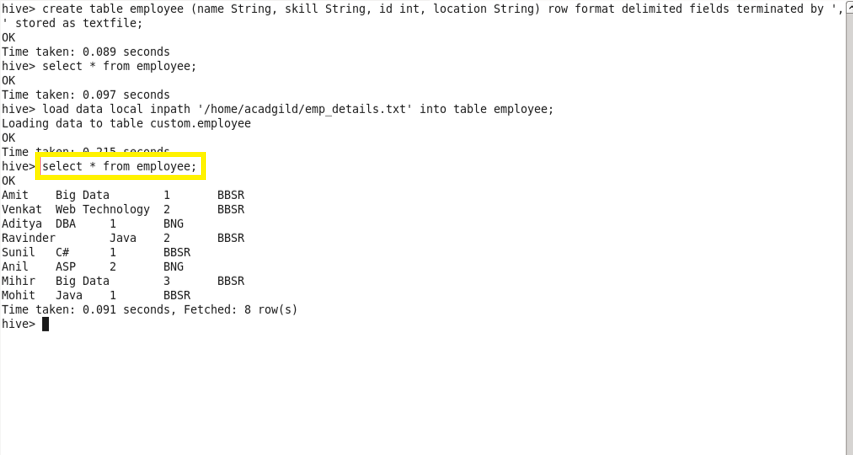 hive> create table employee (name String, skill String, id int, location String) row format delimited fields terminated by ',
' stored as textfile;
OK
Time taken: 0.089 seconds
hive> select * from employee;
OK
Time taken: 0.097 seconds
hive> load data local inpath '/home/acadgild/emp_details.txt' into table employee;
Loading data to table custom.employee
OK
Time taken: 0.215 seconds
hive> select * from employee;
OK
Amit    Big Data        1       BBSR
Venkat  Web Technology  2       BBSR
Aditya  DBA     1       BNG
Ravinder        Java    2       BBSR
Sunil   C#      1       BBSR
Anil    ASP     2       BNG
Mihir   Big Data        3       BBSR
Mohit   Java    1       BBSR
Time taken: 0.091 seconds, Fetched: 8 row(s)
hive>